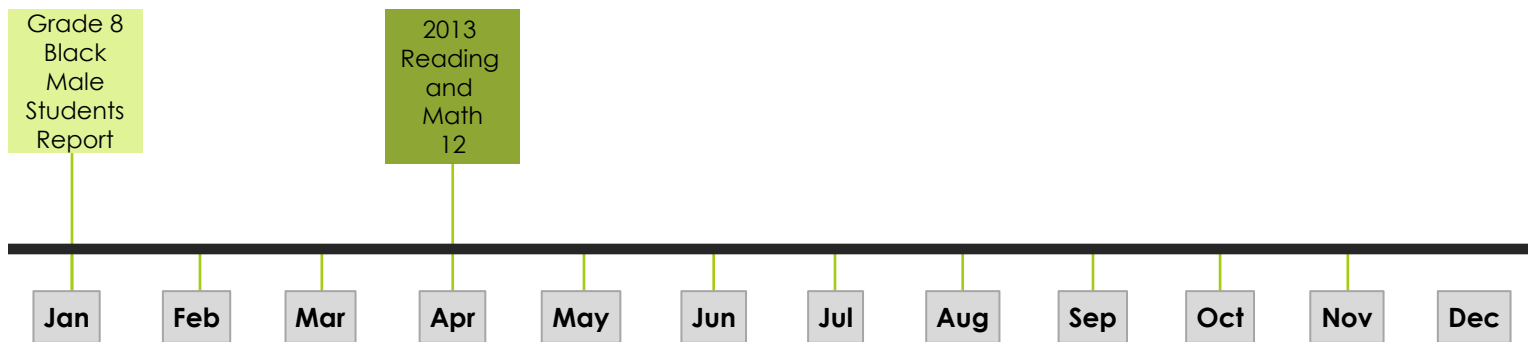 Grade 8
Black
Male
Students
Report
2013
Reading
and
Math
12
Jan Feb Mar Apr May Jun Jul Aug Sep Oct Nov Dec